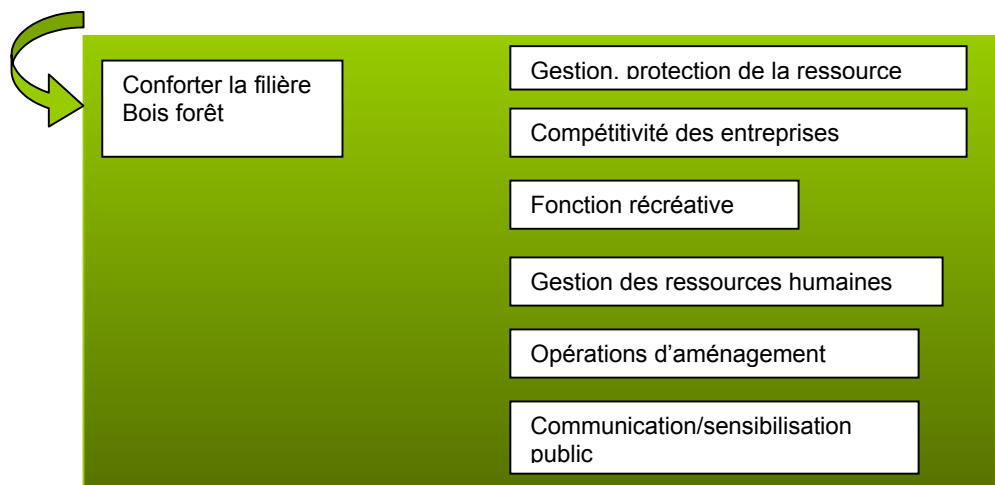 Conforter la filière
Bois forêt
Gestion, protection de la ressource
Compétitivité des entreprises
Fonction récréative
Gestion des ressources humaines
Opérations d’aménagement
Communication/sensibilisation
public